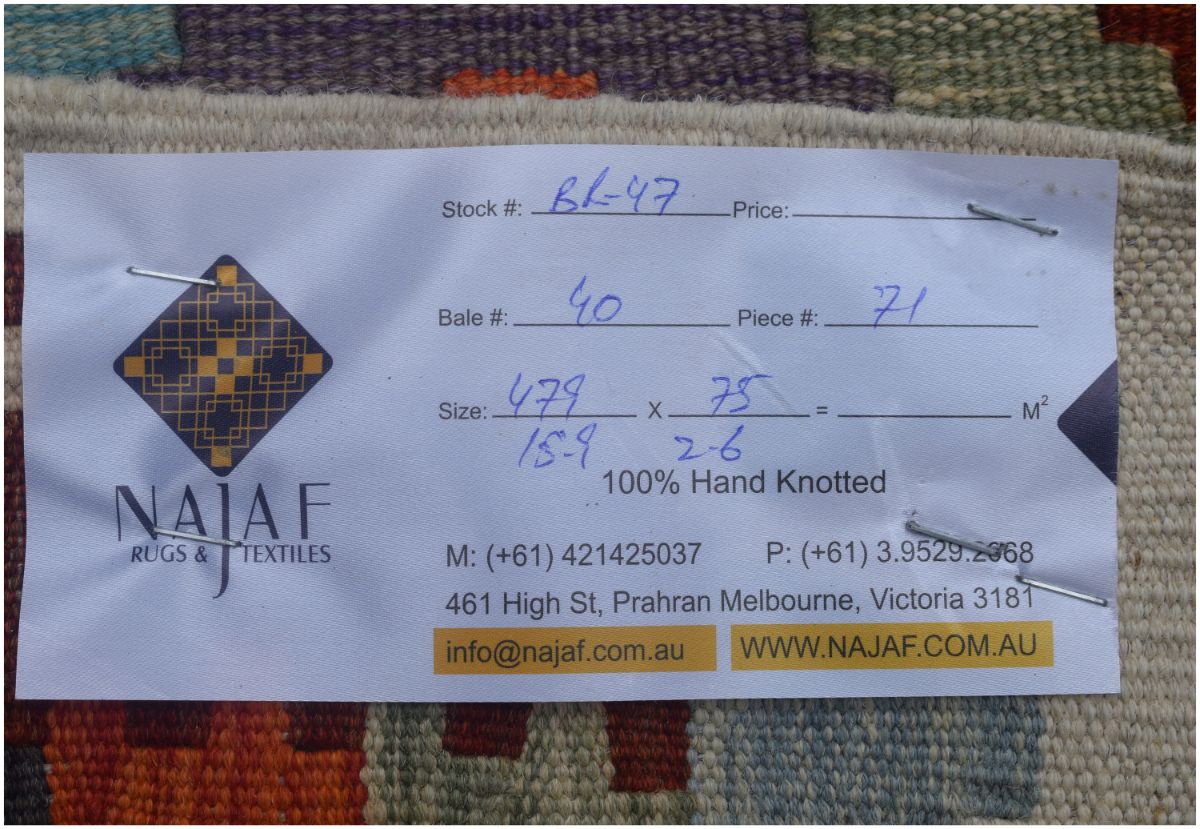 Stock #: BR-47 Price:
Bale #: 40 Piece #: 71
Size: 479 X 75 = M²
15-9 2-6
100% Hand Knotted
NAJAF
RUGS & TEXTILES
M: (+61) 421425037 P: (+61) 3.9529.2668
461 High St, Prahran Melbourne, Victoria 3181
info@najaf.com.au WWW.NAJAF.COM.AU